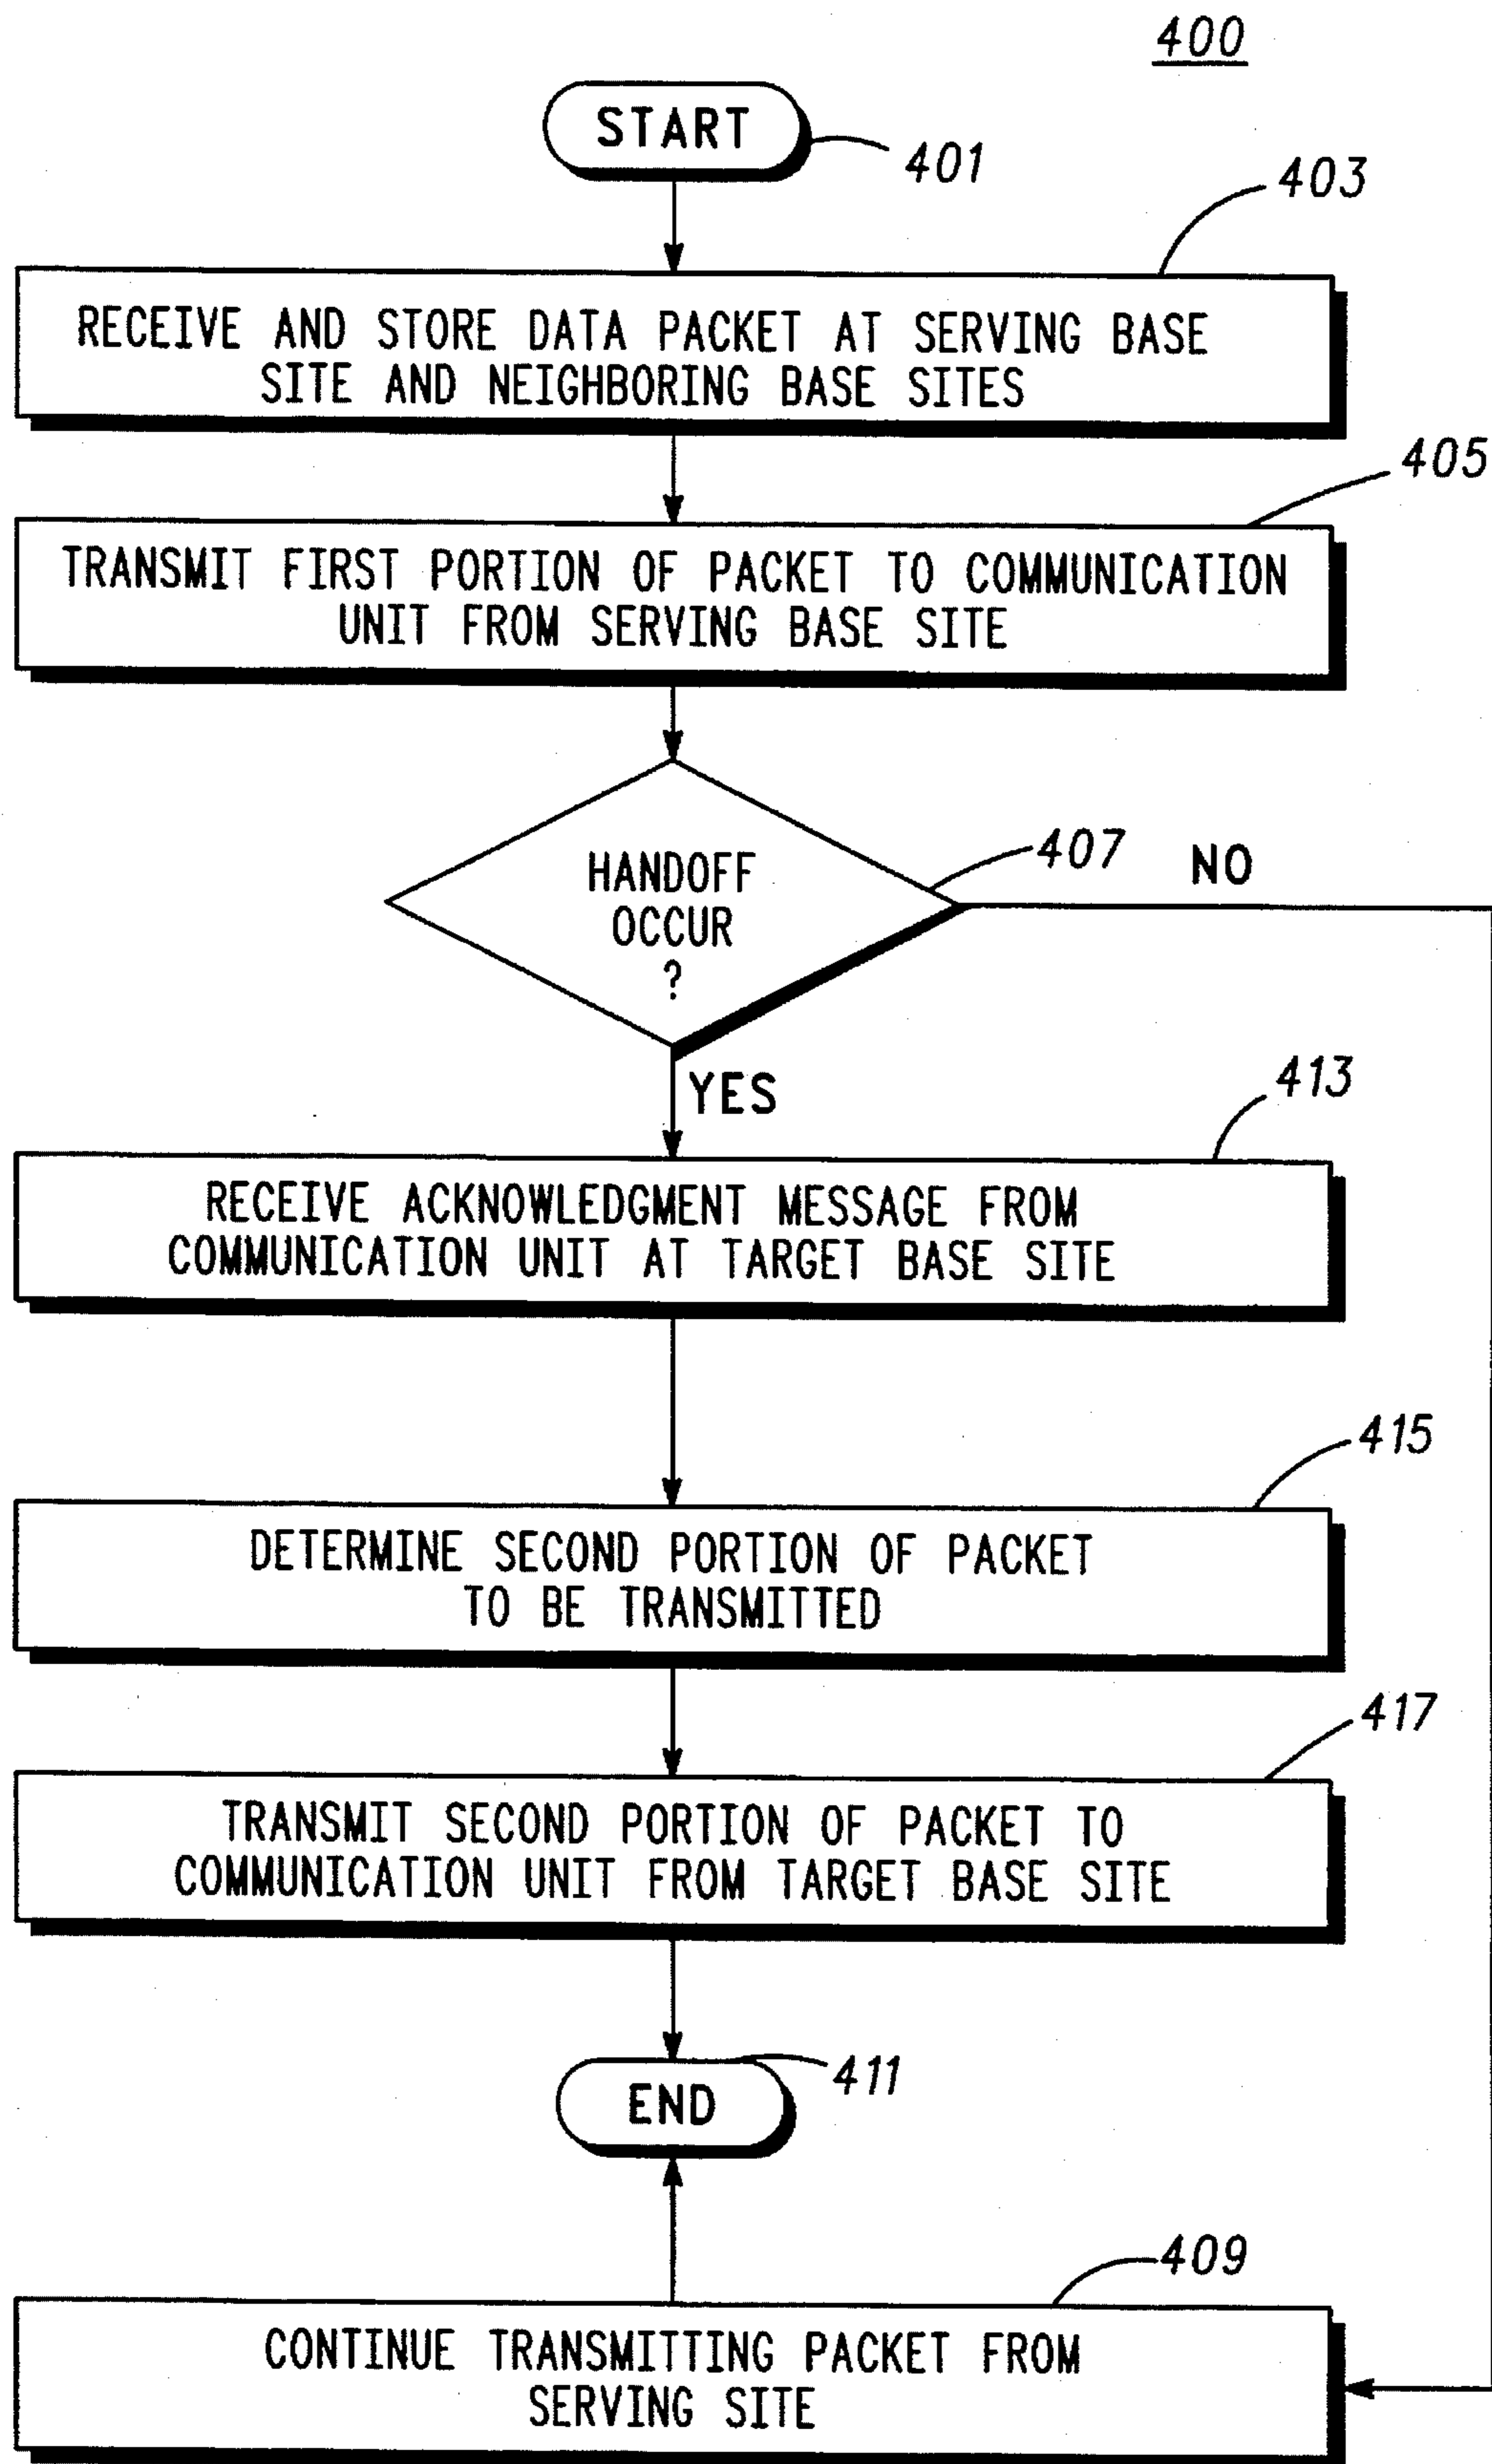 400
START
401
403
RECEIVE AND STORE DATA PACKET AT SERVING BASE
SITE AND NEIGHBORING BASE SITES
405
TRANSMIT FIRST PORTION OF PACKET TO COMMUNICATION
UNIT FROM SERVING BASE SITE
HANDOFF
OCCUR
?
407
NO
YES
413
RECEIVE ACKNOWLEDGMENT MESSAGE FROM
COMMUNICATION UNIT AT TARGET BASE SITE
415
DETERMINE SECOND PORTION OF PACKET
TO BE TRANSMITTED
417
TRANSMIT SECOND PORTION OF PACKET TO
COMMUNICATION UNIT FROM TARGET BASE SITE
END
411
409
CONTINUE TRANSMITTING PACKET FROM
SERVING SITE